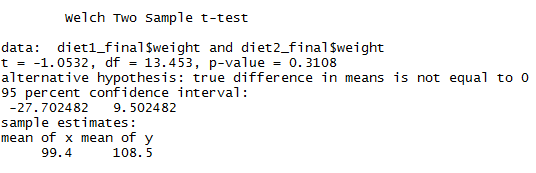 Welch Two Sample t-test
data: diet1_final$weight and diet2_final$weight
t = -1.0532, df = 13.453, p-value = 0.3108
alternative hypothesis: true difference in means is not equal to 0
95 percent confidence interval:
-27.702482 9.502482
sample estimates:
mean of x mean of y
99.4 108.5